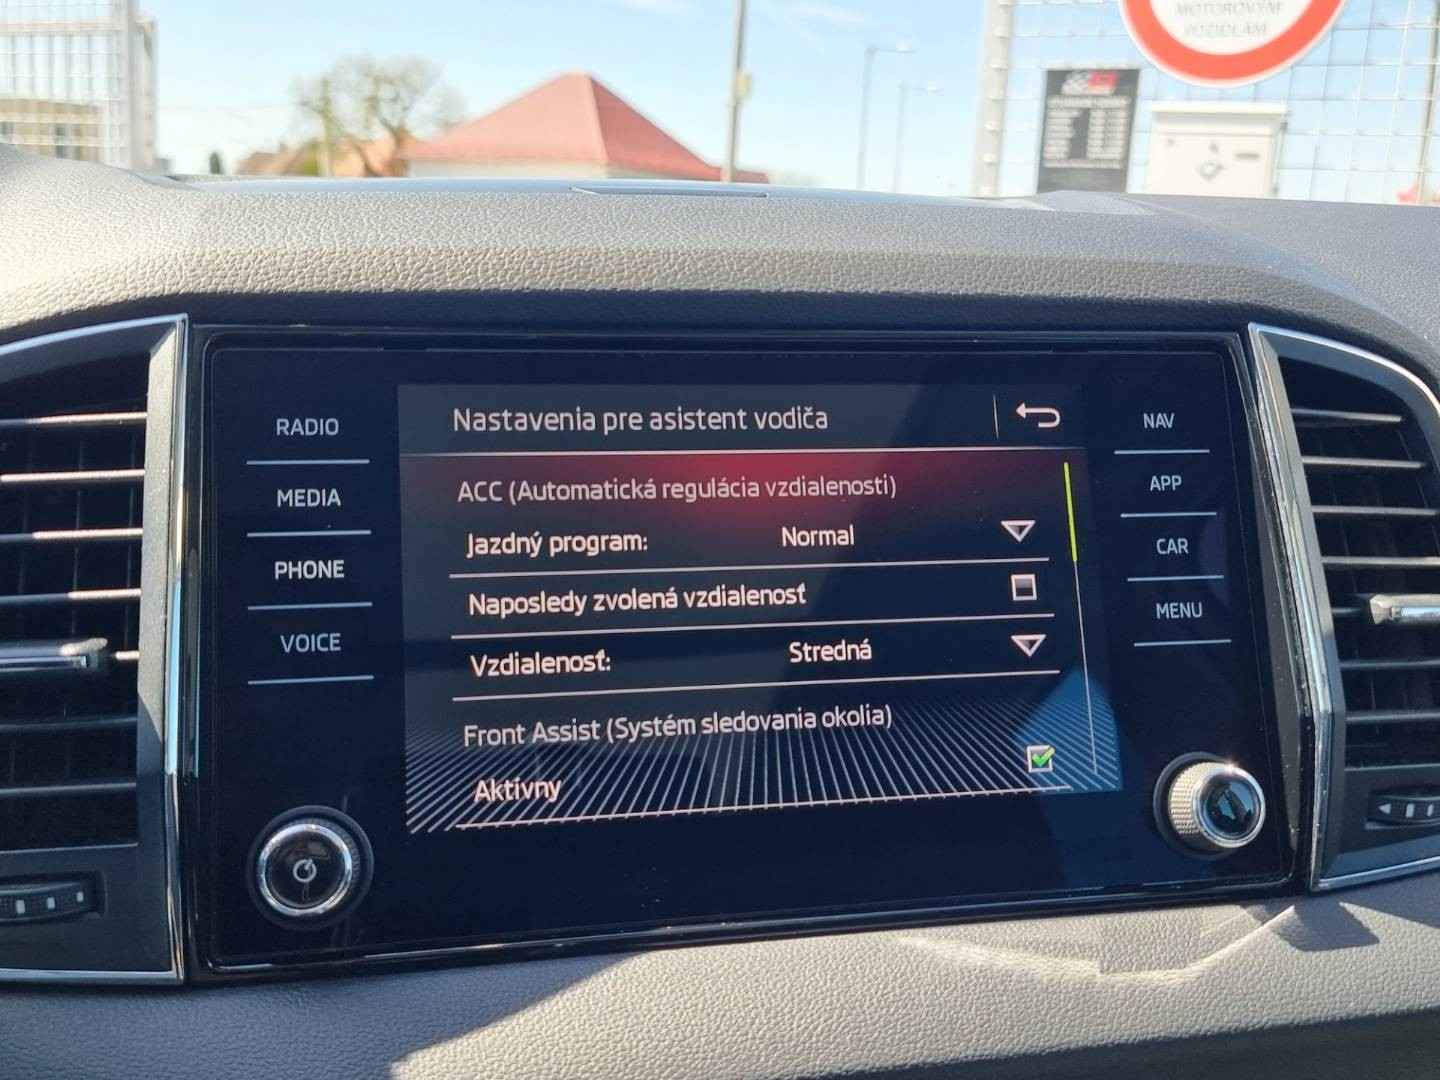 MOTOROVÝM
VOZIDLÁM
Nastavenia pre asistent vodiča
RADIO
MEDIA
PHONE
VOICE
ACC (Automatická regulácia vzdialenosti)
Jazdný program: Normal
Naposledy zvolená vzdialenosť
Vzdialenosť: Stredná
Front Assist (Systém sledovania okolia)
Aktívny
NAV
APP
CAR
MENU